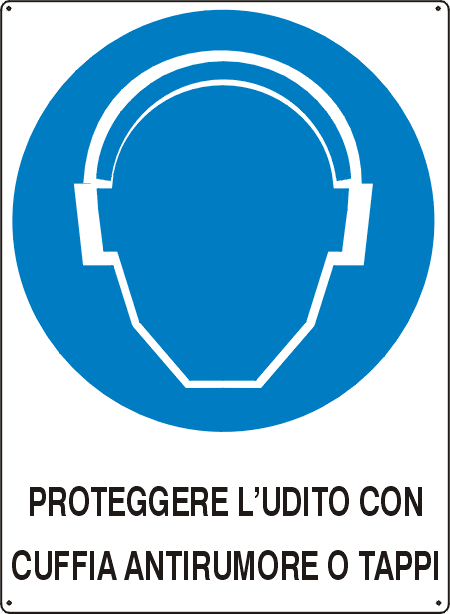 PROTEGGERE L'UDITO CON
CUFFIA ANTIRUMORE O TAPPI